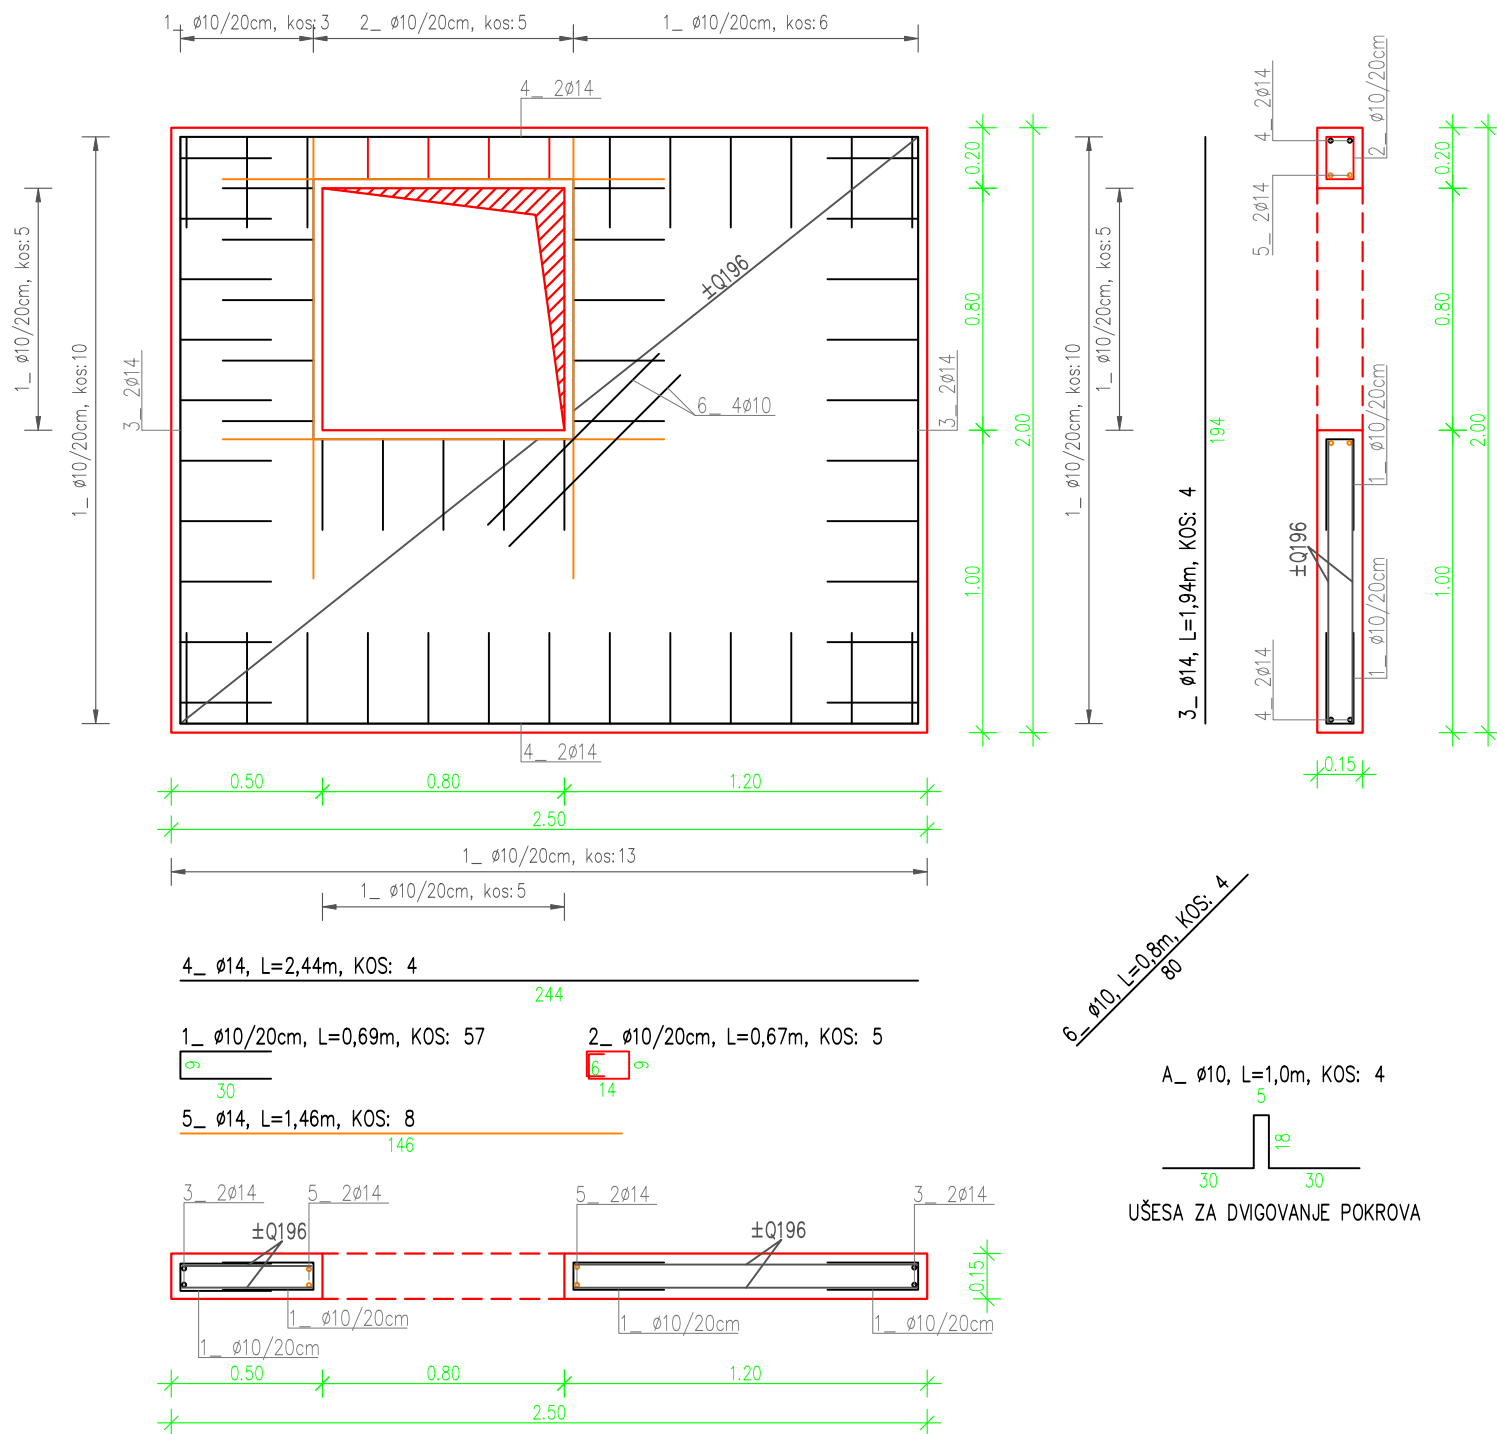 1_ ø10/20cm, kos:3
2_ ø10/20cm, kos:5
1_ ø10/20cm, kos:6
4_ 2ø14
1_ ø10/20cm, kos:5
1_ ø10/20cm, kos:10
3_ 2ø14
±Q196
6_ 4ø10
3_ 2ø14
4_ 2ø14
0.20
0.80
1.00
2.00
1_ ø10/20cm, kos:10
1_ ø10/20cm, kos:5
3_ ø14, L=1,94m, KOS: 4
194
4_ 2ø14
2_ ø10/20cm
5_ 2ø14
1_ ø10/20cm
±Q196
1_ ø10/20cm
4_ 2ø14
0.20
0.80
1.00
2.00
0.15
0.50
0.80
1.20
2.50
1_ ø10/20cm, kos:13
1_ ø10/20cm, kos:5
4_ ø14, L=2,44m, KOS: 4
244
1_ ø10/20cm, L=0,69m, KOS: 57
9
30
2_ ø10/20cm, L=0,67m, KOS: 5
6
9
14
5_ ø14, L=1,46m, KOS: 8
146
6_ ø10, L=0,8m, KOS: 4
80
A_ ø10, L=1,0m, KOS: 4
5
18
30
30
UŠESA ZA DVIGOVANJE POKROVA
3_ 2ø14
5_ 2ø14
±Q196
5_ 2ø14
±Q196
3_ 2ø14
0.15
1_ ø10/20cm
1_ ø10/20cm
1_ ø10/20cm
1_ ø10/20cm
0.50
0.80
1.20
2.50